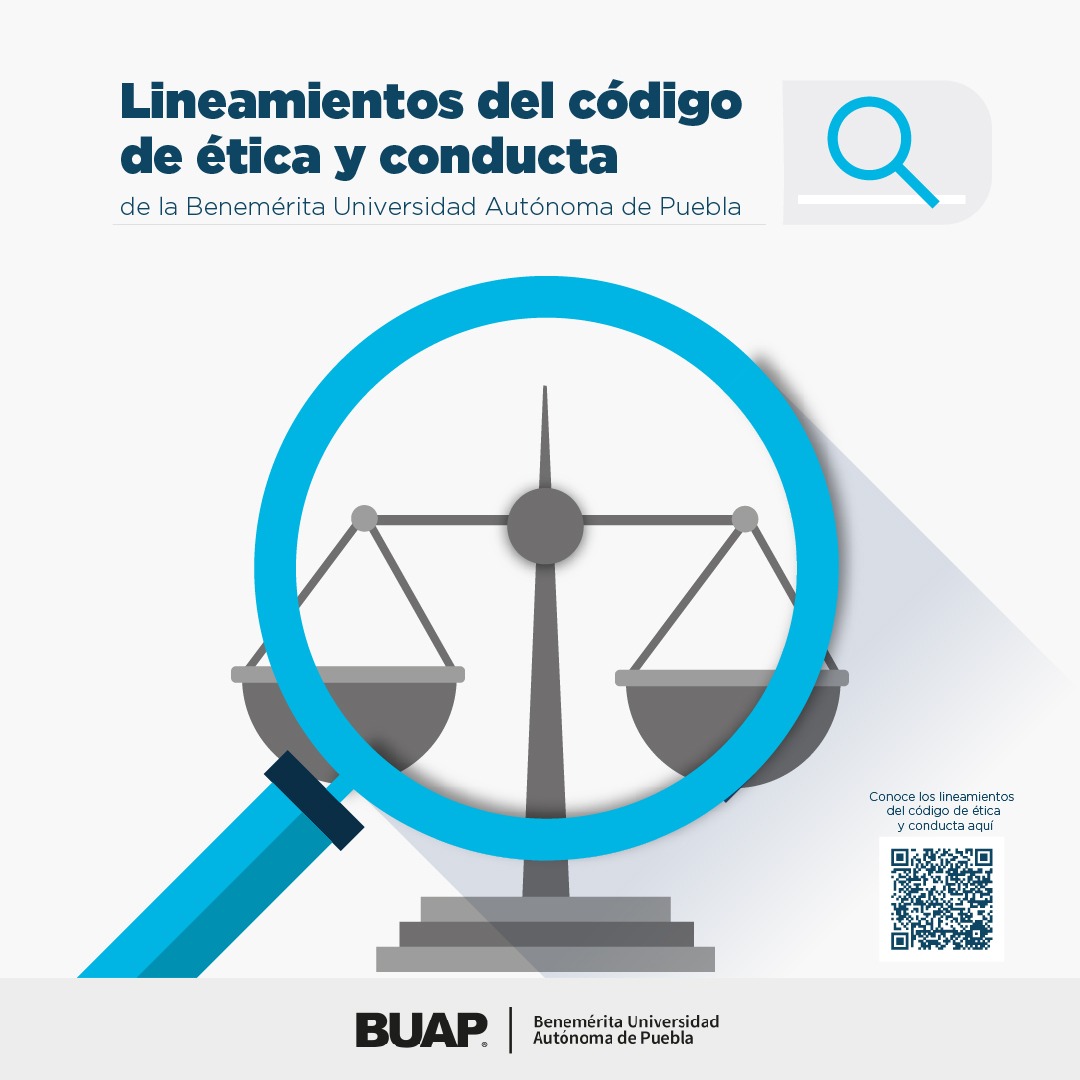 Lineamientos del código
de ética y conducta
de la Benemérita Universidad Autónoma de Puebla
Conoce los lineamientos
del código de ética
y conducta aquí
BUAP®
Benemérita Universidad
Autónoma de Puebla